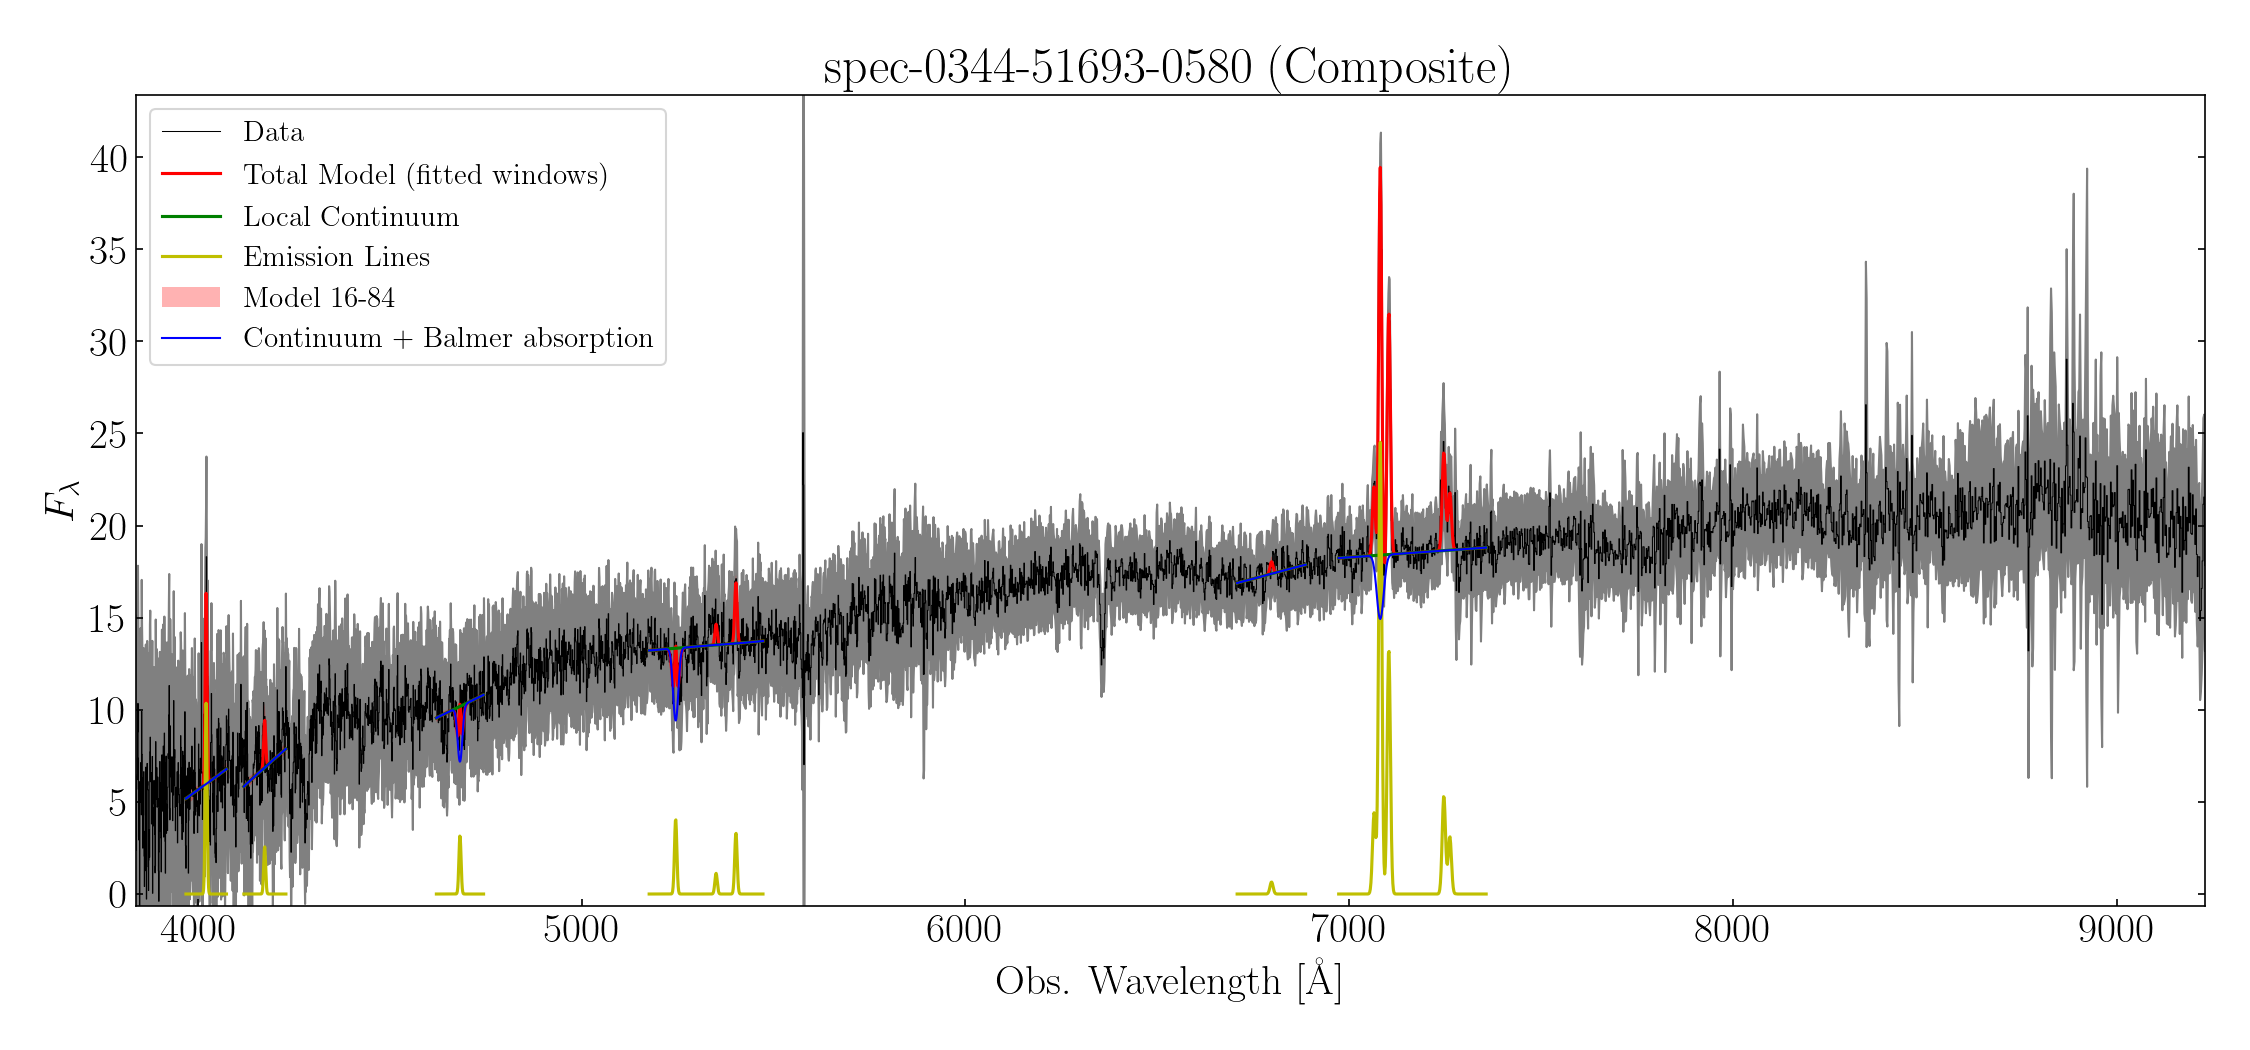 spec-0344-51693-0580 (Composite)
Data
Total Model (fitted windows)
Local Continuum
Emission Lines
Model 16-84
Continuum + Balmer absorption
40
35
30
25
20
15
10
5
0
F_λ
4000 5000 6000 7000 8000 9000
Obs. Wavelength [Å]